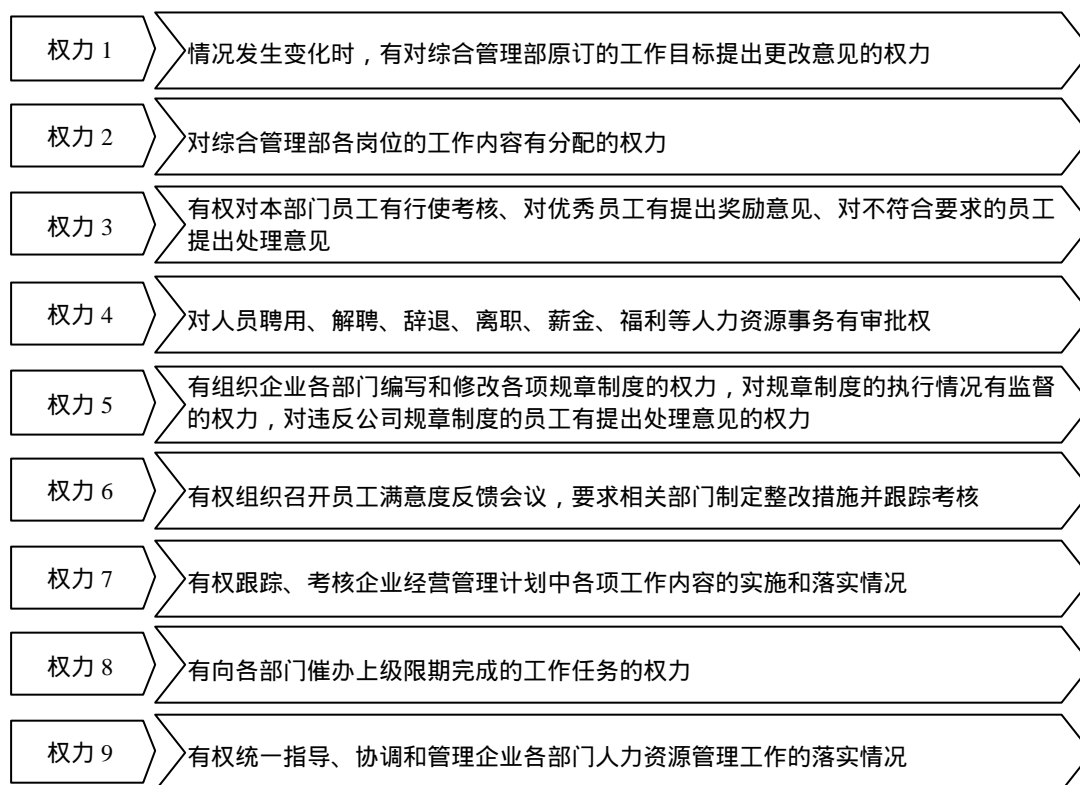 权力 1
情况发生变化时，有对综合管理部原订的工作目标提出更改意见的权力
权力 2
对综合管理部各岗位的工作内容有分配的权力
权力 3
有权对本部门员工有行使考核、对优秀员工有提出奖励意见、对不符合要求的员工
提出处理意见
权力 4
对人员聘用、解聘、辞退、离职、薪金、福利等人力资源事务有审批权
权力 5
有组织企业各部门编写和修改各项规章制度的权力，对规章制度的执行情况有监督
的权力，对违反公司规章制度的员工有提出处理意见的权力
权力 6
有权组织召开员工满意度反馈会议，要求相关部门制定整改措施并跟踪考核
权力 7
有权跟踪、考核企业经营管理计划中各项工作内容的实施和落实情况
权力 8
有向各部门催办上级限期完成的工作任务的权力
权力 9
有权统一指导、协调和管理企业各部门人力资源管理工作的落实情况